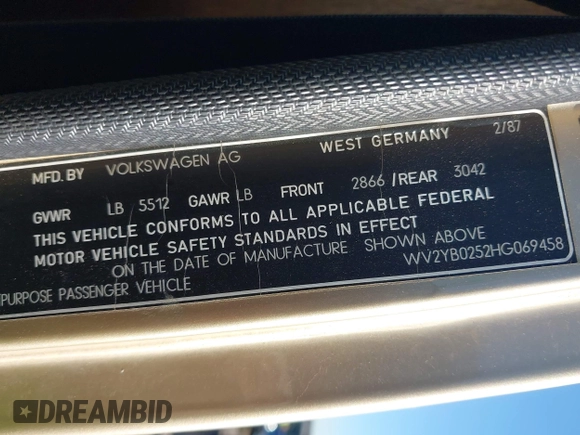 MFD. BY VOLKSWAGEN AG WEST GERMANY 2/87
GVWR LB 5512 GAWR LB FRONT 2866 /REAR 3042
THIS VEHICLE CONFORMS TO ALL APPLICABLE FEDERAL
MOTOR VEHICLE SAFETY STANDARDS IN EFFECT
ON THE DATE OF MANUFACTURE SHOWN ABOVE
WV2YB0252HG069458
PURPOSE PASSENGER VEHICLE
DREAMBID